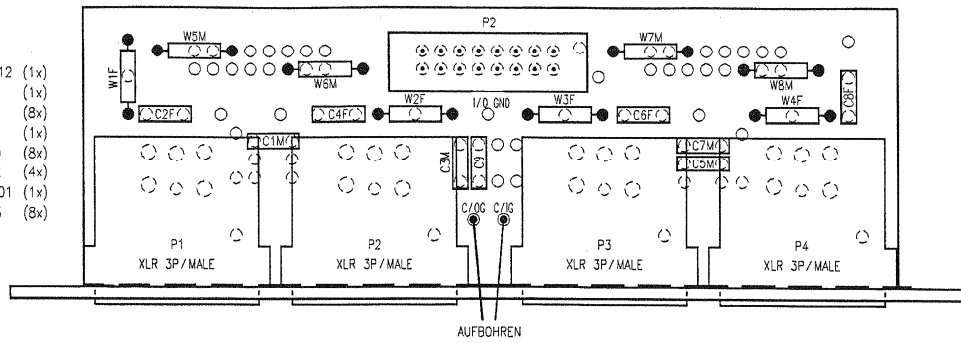 P2
W5M
W7M
12 (1x)
(1x)
(8x)
(1x)
(8x)
(4x)
01 (1x)
(8x)
W1F
W6M
W8M
C8F
W2F
I/O GND
W3F
W4F
C2F
C4F
C6F
C1M
C3M
C9
C7M
C5M
C/OG
C/IG
P1
XLR 3P/MALE
P2
XLR 3P/MALE
P3
XLR 3P/MALE
P4
XLR 3P/MALE
AUFBOHREN